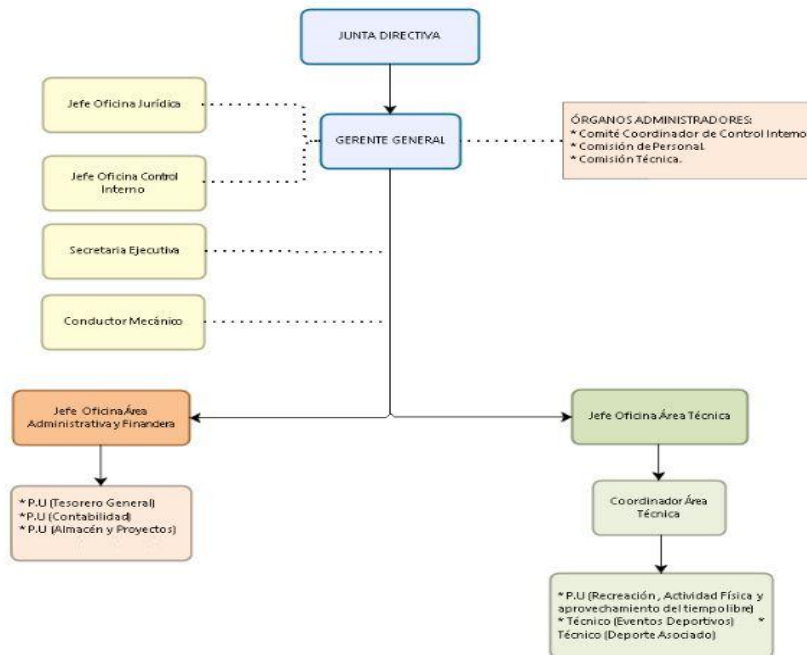 JUNTA DIRECTIVA
Jefe Oficina Jurídica
GERENTE GENERAL
ÓRGANOS ADMINISTRADORES:
* Comité Coordinador de Control Interno
* Comisión de Personal.
* Comisión Técnica.
Jefe Oficina Control
Interno
Secretaria Ejecutiva
Conductor Mecánico
Jefe Oficina Área
Administrativa y Financiera
Jefe Oficina Área Técnica
* P.U (Tesorero General)
* P.U (Contabilidad)
* P.U (Almacén y Proyectos)
Coordinador Área
Técnica
* P.U (Recreación, Actividad Física y
aprovechamiento del tiempo libre)
* Técnico (Eventos Deportivos) *
Técnico (Deporte Asociado)